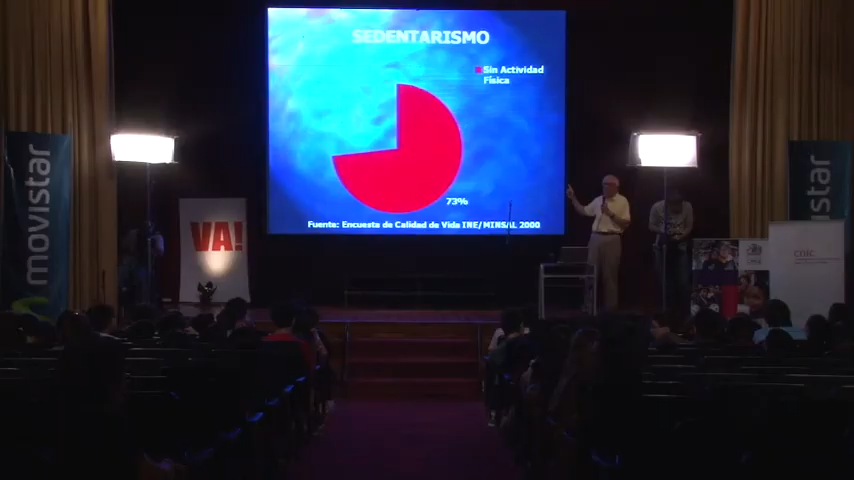 SEDENTARISMO
Sin Actividad
Física
73%
Fuente: Encuesta de Calidad de Vida INE/MINSAL 2000
movistar
VA!
movistar